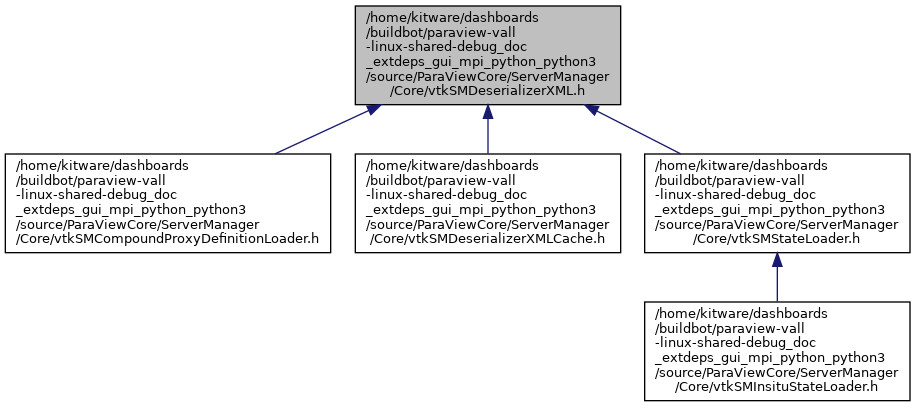 /home/kitware/dashboards
/buildbot/paraview-vall
-linux-shared-debug_doc
_extdeps_gui_mpi_python_python3
/source/ParaViewCore/ServerManager
/Core/vtkSMDeserializerXML.h
/home/kitware/dashboards
/buildbot/paraview-vall
-linux-shared-debug_doc
_extdeps_gui_mpi_python_python3
/source/ParaViewCore/ServerManager
/Core/vtkSMCompoundProxyDefinitionLoader.h
/home/kitware/dashboards
/buildbot/paraview-vall
-linux-shared-debug_doc
_extdeps_gui_mpi_python_python3
/source/ParaViewCore/ServerManager
/Core/vtkSMDeserializerXMLCache.h
/home/kitware/dashboards
/buildbot/paraview-vall
-linux-shared-debug_doc
_extdeps_gui_mpi_python_python3
/source/ParaViewCore/ServerManager
/Core/vtkSMStateLoader.h
/home/kitware/dashboards
/buildbot/paraview-vall
-linux-shared-debug_doc
_extdeps_gui_mpi_python_python3
/source/ParaViewCore/ServerManager
/Core/vtkSMInsituStateLoader.h